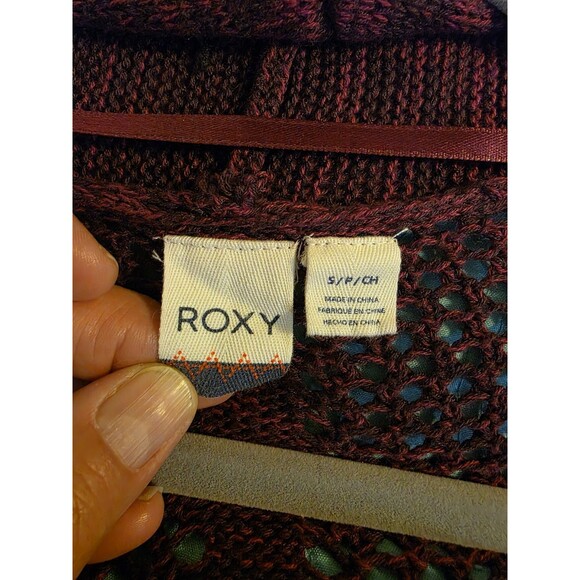 ROXY
S/P/CH
MADE IN CHINA
FABRIQUÉ EN CHINE
HECHO EN CHINA